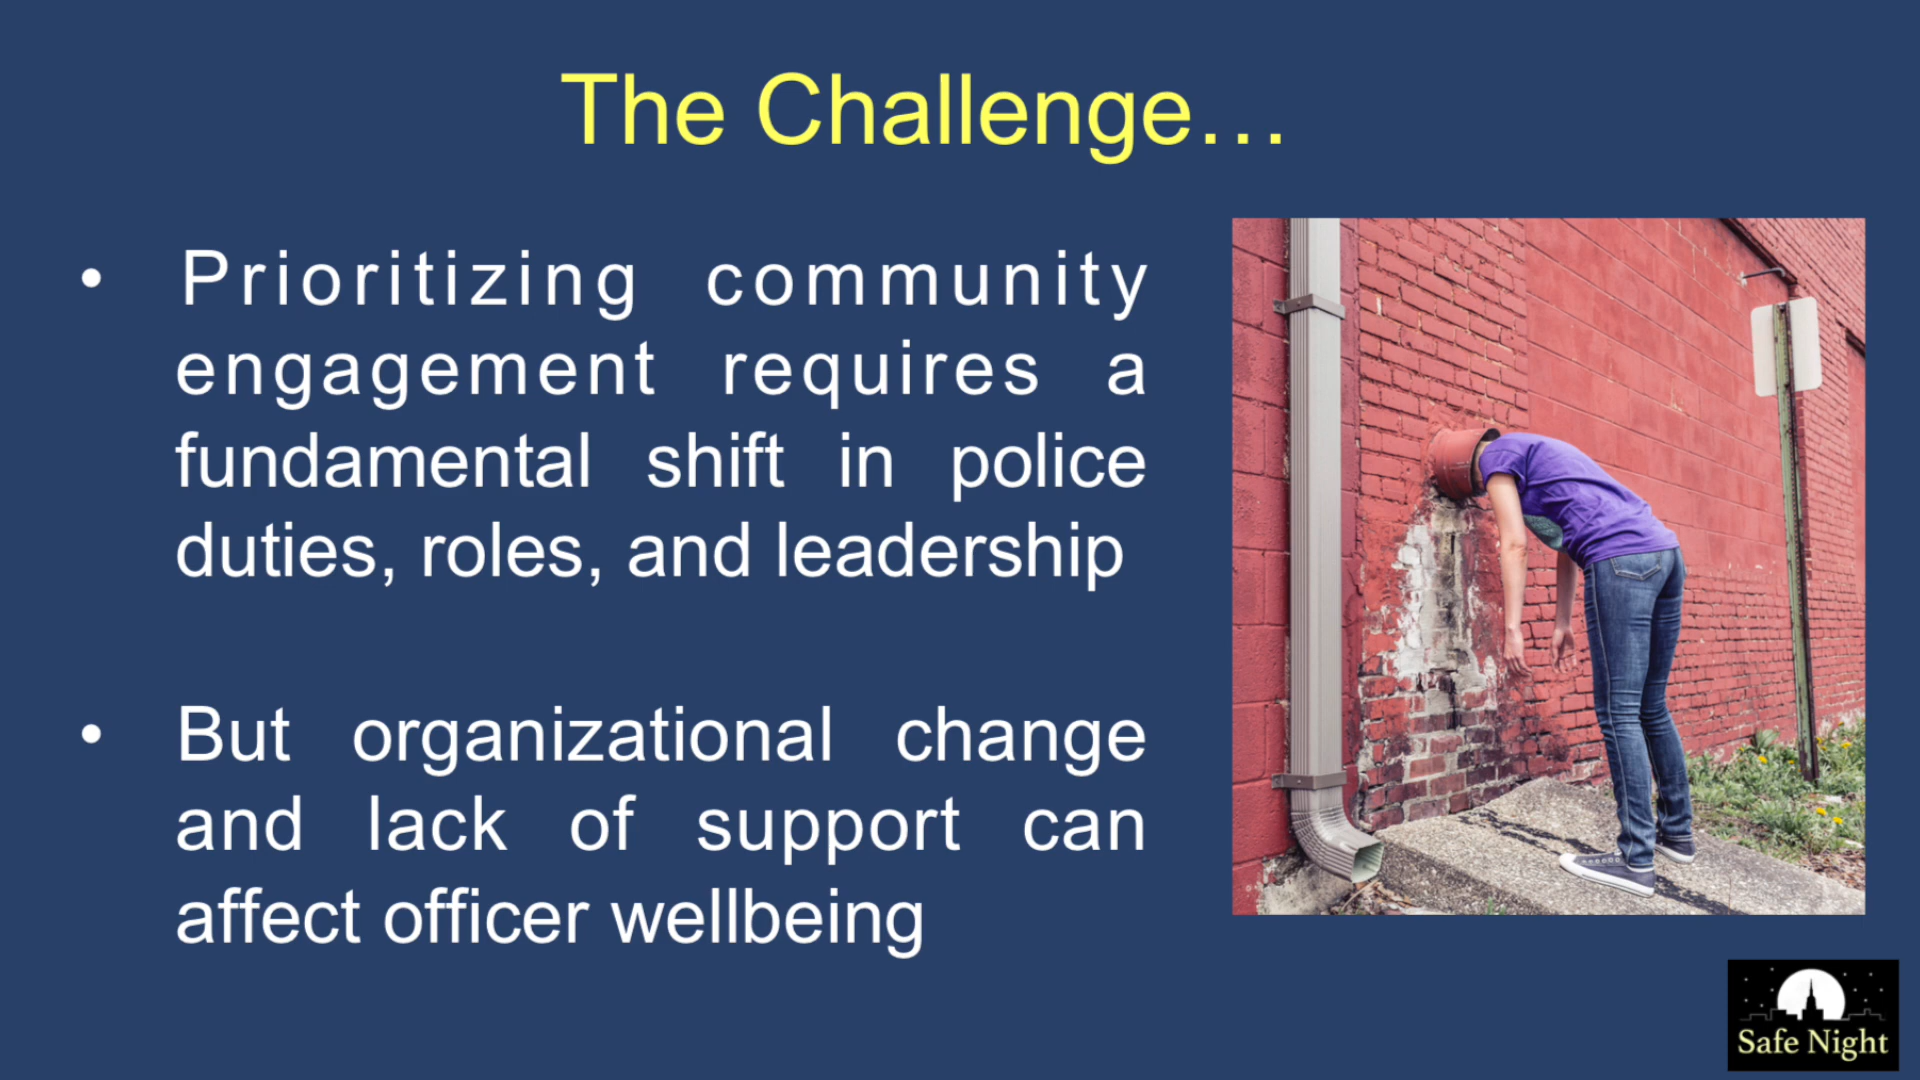 The Challenge…
• Prioritizing community
engagement requires a
fundamental shift in police
duties, roles, and leadership
• But organizational change
and lack of support can
affect officer wellbeing
Safe Night